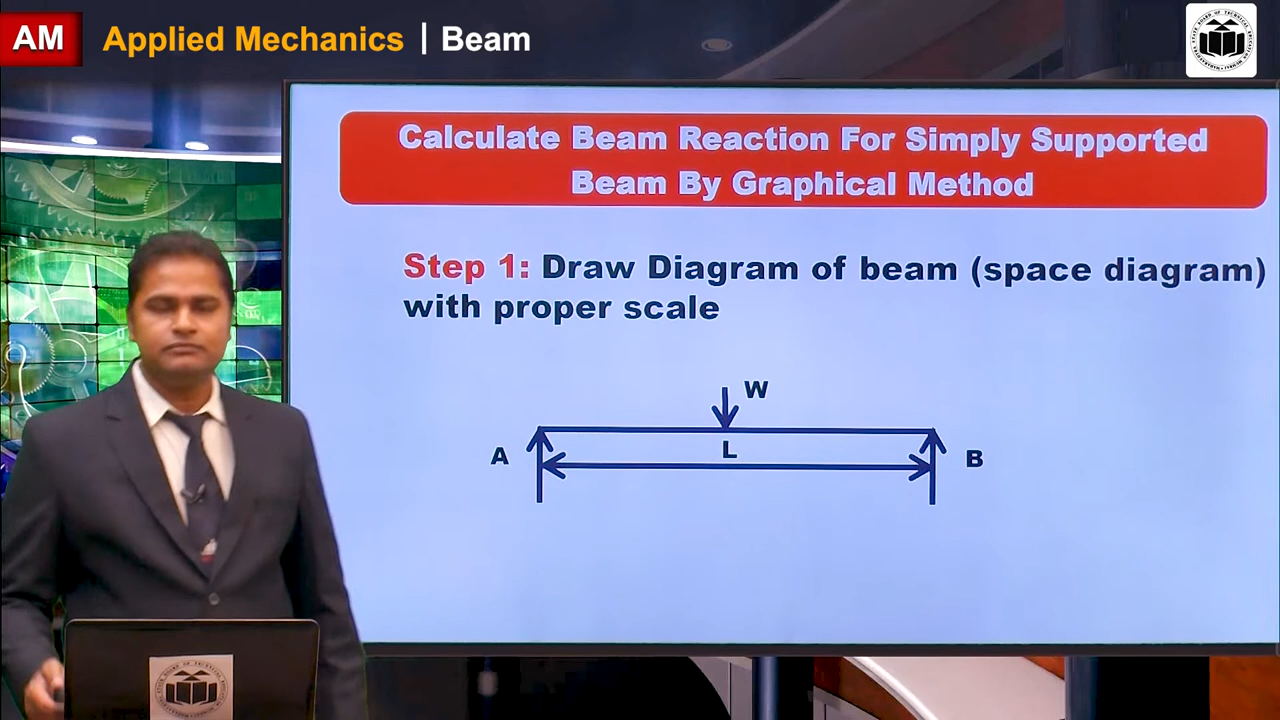 AM
Applied Mechanics | Beam
Calculate Beam Reaction For Simply Supported
Beam By Graphical Method
Step 1: Draw Diagram of beam (space diagram)
with proper scale
W
A
L
B